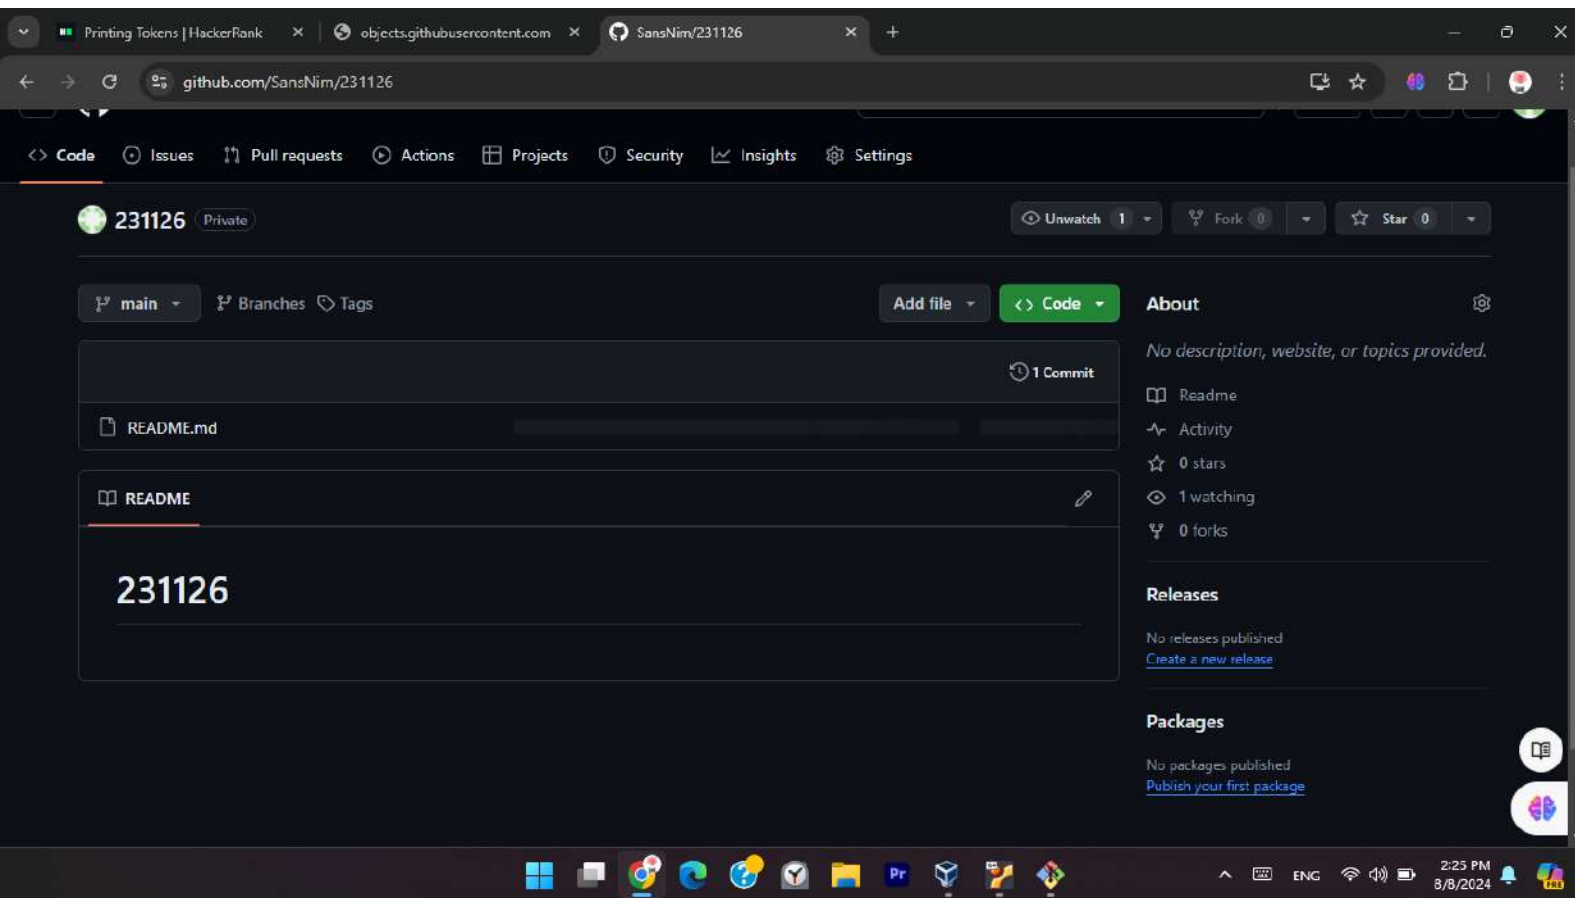 Printing Tokens | HackerRank
objects.githubusercontent.com
SansNim/231126
github.com/SansNim/231126
Code Issues Pull requests Actions Projects Security Insights Settings
231126 Private
Unwatch 1 Fork 0 Star 0
main Branches Tags Add file Code
1 Commit
README.md
README
231126
About
No description, website, or topics provided.
Readme
Activity
0 stars
1 watching
0 forks
Releases
No releases published
Create a new release
Packages
No packages published
Publish your first package
Pr
ENG
2:25 PM
8/8/2024